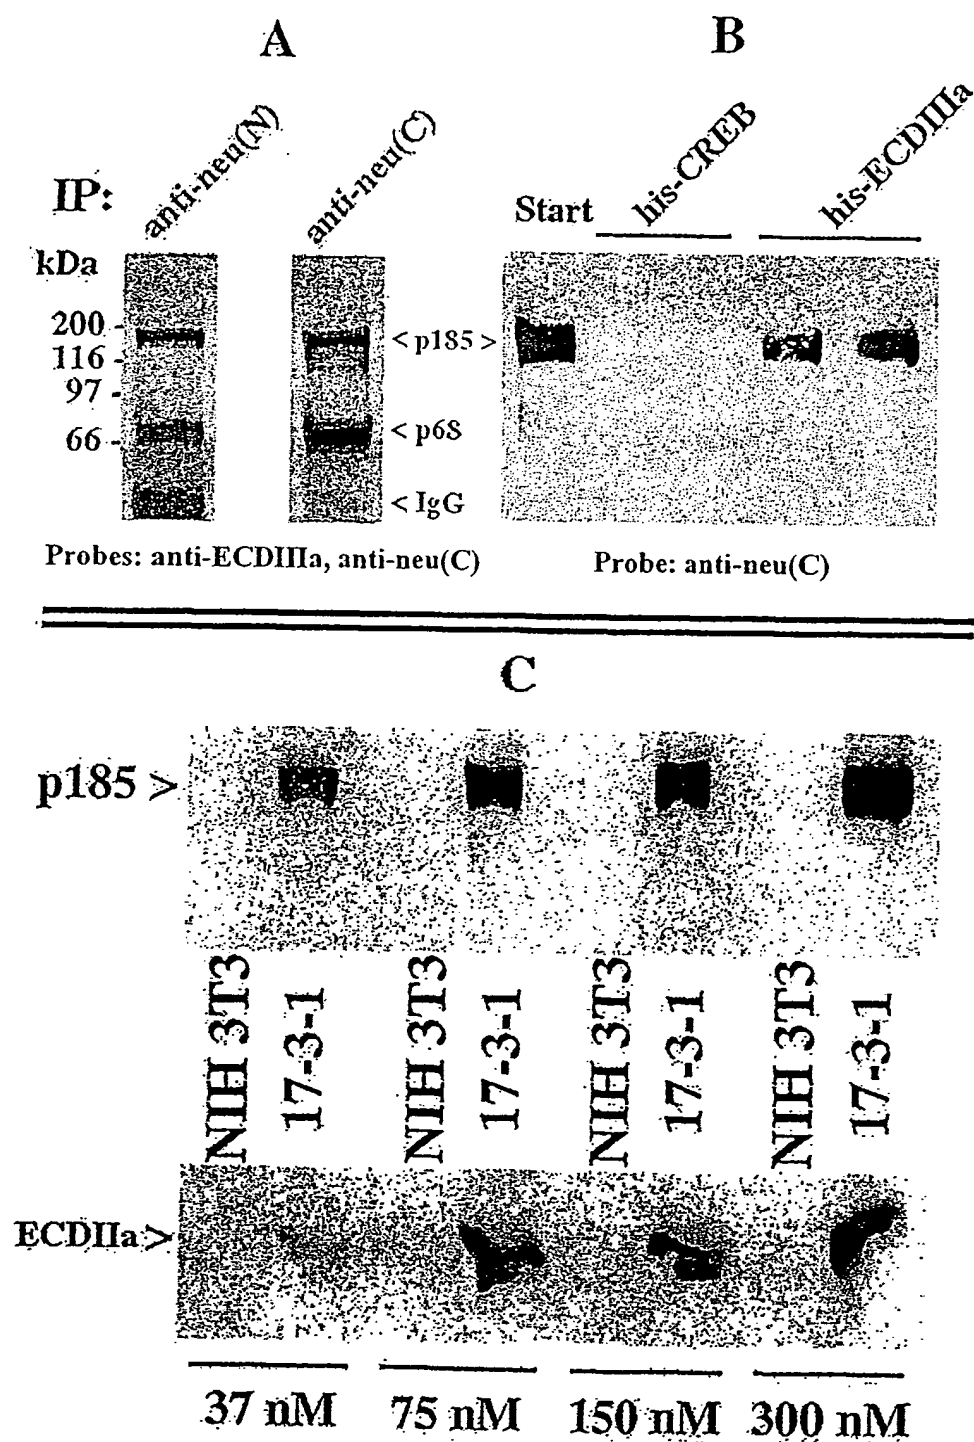 A
B
anti-neu(N)
anti-neu(C)
his-CREB
his-ECDIIIa
IP:
Start
kDa
200 -
116
97 -
66 -
< p185 >
< p68
< IgG
Probes: anti-ECDIIIa, anti-neu(C)
Probe: anti-neu(C)
C
p185 >
NIH 3T3
17-3-1
NIH 3T3
17-3-1
NIH 3T3
17-3-1
NIH 3T3
17-3-1
ECDIIa >
37 nM
75 nM
150 nM
300 nM